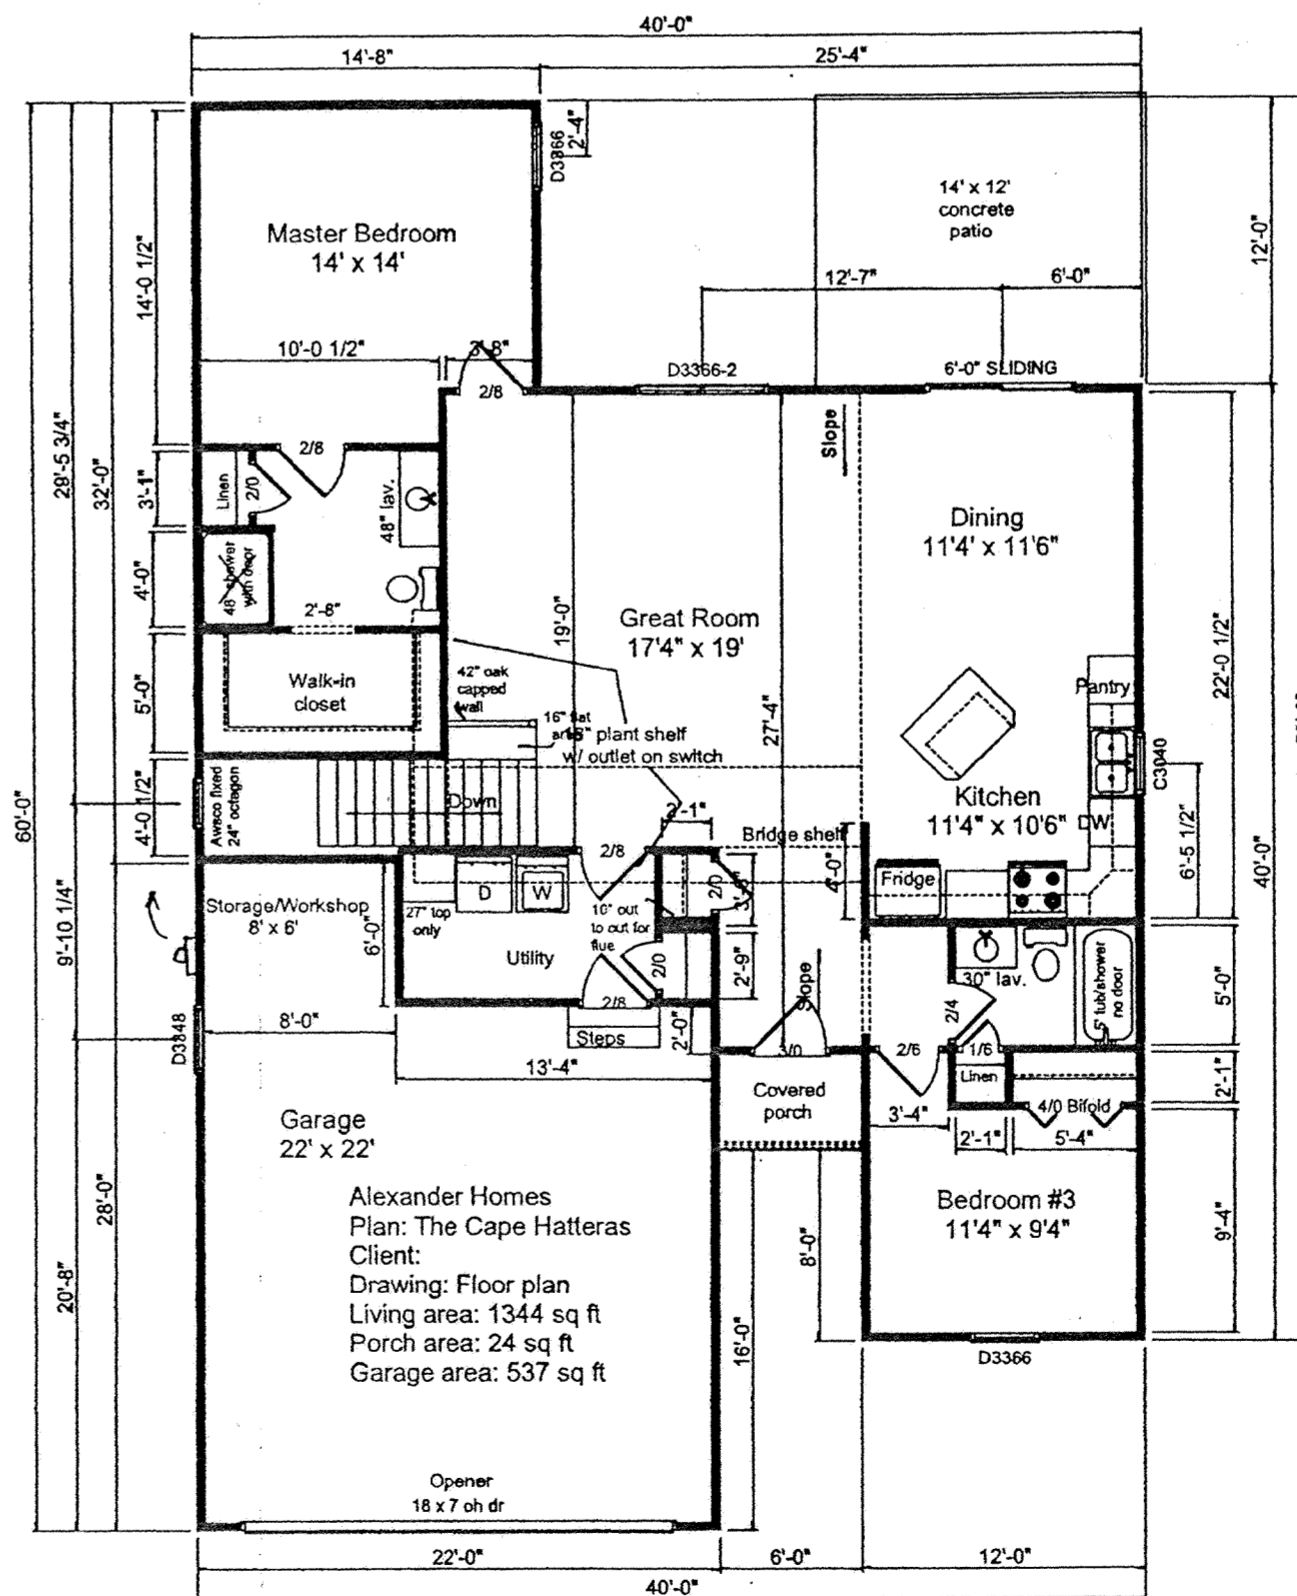 40'-0"
14'-8"
25'-4"
2'-4"
D3366
14' x 12'
concrete
patio
Master Bedroom
14' x 14'
14'-0 1/2"
12'-0"
12'-7"
6'-0"
10'-0 1/2"
3'-8"
D3366-2
6'-0" SLIDING
2/8
Slope
29'-5 3/4"
32'-0"
2/8
3'-1"
Linen
2/0
48" lav.
Dining
11'4' x 11'6"
4'-0"
48" shower
with door
2'-8"
19'-0"
Great Room
17'4" x 19'
22'-0 1/2"
5'-0"
Walk-in
closet
42" oak
capped
wall
27'-4"
Pantry
16" plant shelf
w/ outlet on switch
C3040
60'-0"
4'-0 1/2"
Awsco fixed
24" octagon
Down
2'-1"
Bridge shelf
Kitchen
11'4" x 10'6"
DW
6'-5 1/2"
40'-0"
2/8
4'-0"
Fridge
Storage/Workshop
8' x 6'
6'-0"
27" top
only
D
W
16" out
to out for
flue
2/0
9'-10 1/4"
Utility
2/0
2'-9"
Slope
30" lav.
5' tub/shower
no door
5'-0"
2/4
D3848
8'-0"
2/8
Steps
2'-0"
3/0
2/6
1/6
13'-4"
Covered
porch
Linen
2'-1"
3'-4"
4/0 Bifold
2'-1"
5'-4"
Garage
22' x 22'
28'-0"
Bedroom #3
11'4" x 9'4"
9'-4"
8'-0"
Alexander Homes
Plan: The Cape Hatteras
Client:
Drawing: Floor plan
Living area: 1344 sq ft
Porch area: 24 sq ft
Garage area: 537 sq ft
20'-8"
16'-0"
D3366
Opener
18 x 7 oh dr
22'-0"
6'-0"
12'-0"
40'-0"